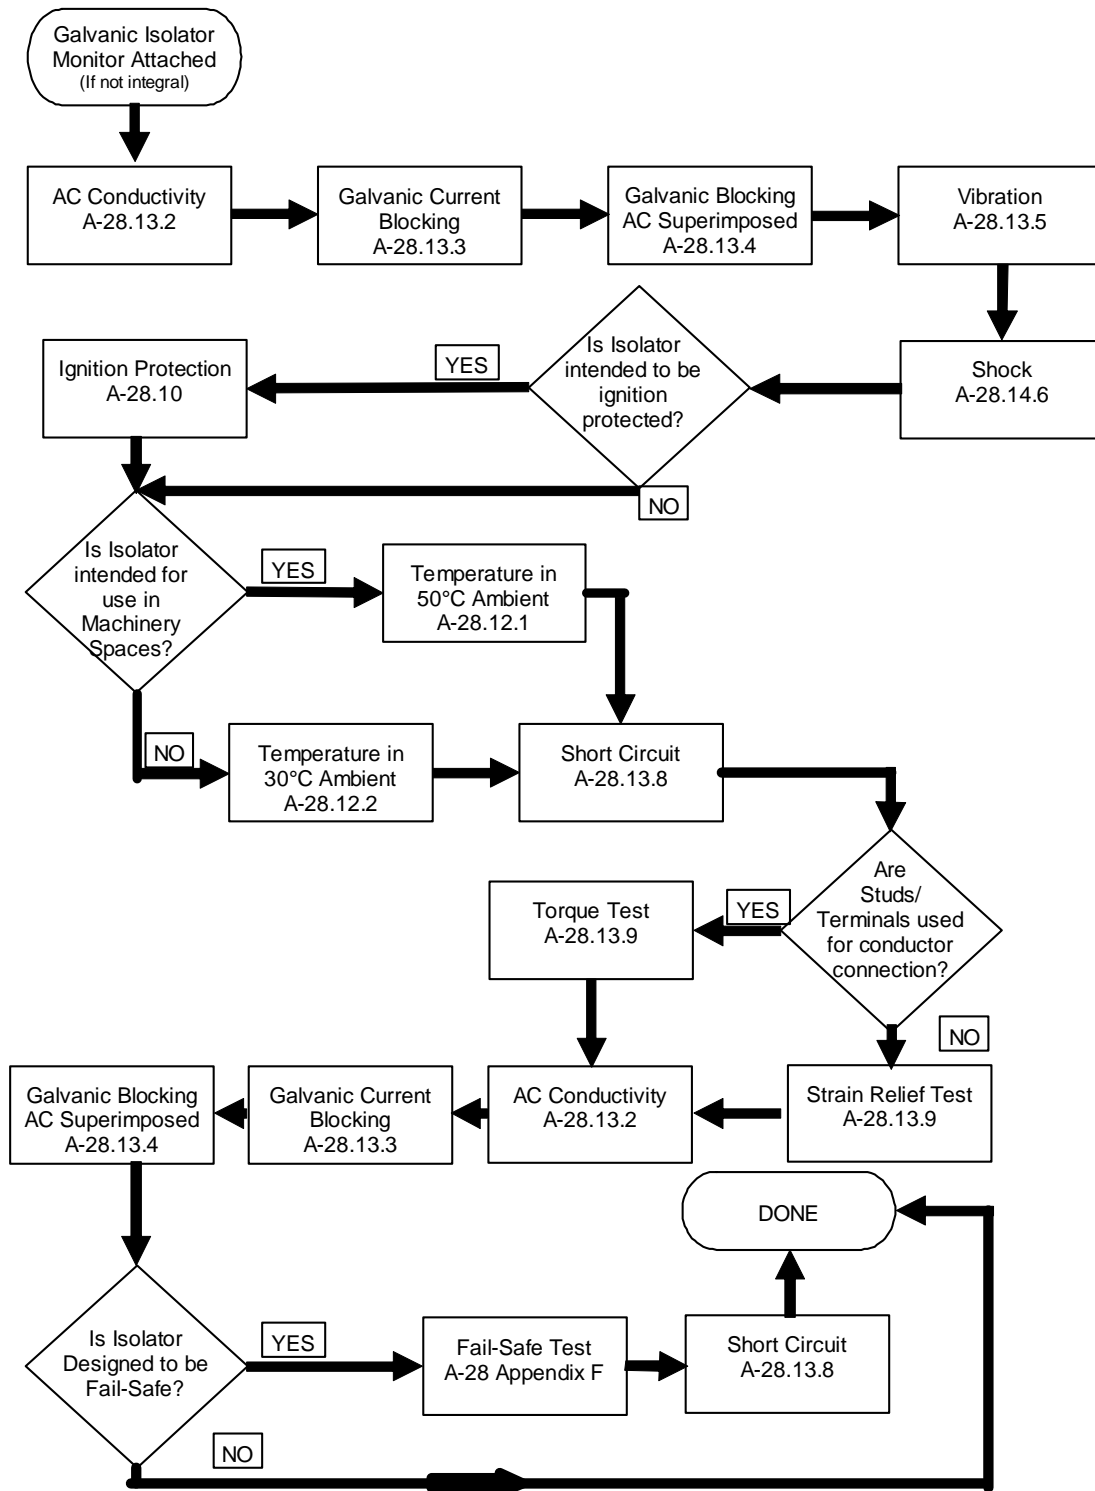 Galvanic Isolator
Monitor Attached
(If not integral)
AC Conductivity
A-28.13.2
Galvanic Current
Blocking
A-28.13.3
Galvanic Blocking
AC Superimposed
A-28.13.4
Vibration
A-28.13.5
Shock
A-28.14.6
Is Isolator
intended to be
ignition
protected?
YES
Ignition Protection
A-28.10
NO
Is Isolator
intended for
use in
Machinery
Spaces?
YES
Temperature in
50°C Ambient
A-28.12.1
NO
Temperature in
30°C Ambient
A-28.12.2
Short Circuit
A-28.13.8
Are
Studs/
Terminals used
for conductor
connection?
YES
Torque Test
A-28.13.9
NO
Strain Relief Test
A-28.13.9
AC Conductivity
A-28.13.2
Galvanic Current
Blocking
A-28.13.3
Galvanic Blocking
AC Superimposed
A-28.13.4
Is Isolator
Designed to be
Fail-Safe?
YES
Fail-Safe Test
A-28 Appendix F
Short Circuit
A-28.13.8
DONE
NO